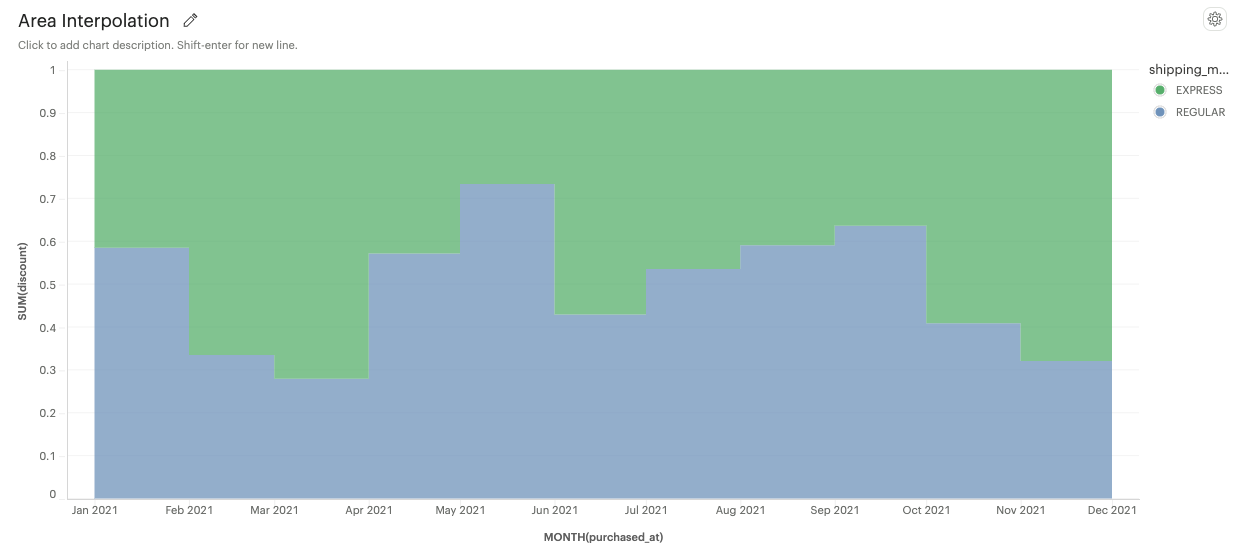 Area Interpolation
Click to add chart description. Shift-enter for new line.
shipping_m...
EXPRESS
REGULAR
SUM(discount)
1
0.9
0.8
0.7
0.6
0.5
0.4
0.3
0.2
0.1
0
Jan 2021 Feb 2021 Mar 2021 Apr 2021 May 2021 Jun 2021 Jul 2021 Aug 2021 Sep 2021 Oct 2021 Nov 2021 Dec 2021
MONTH(purchased_at)